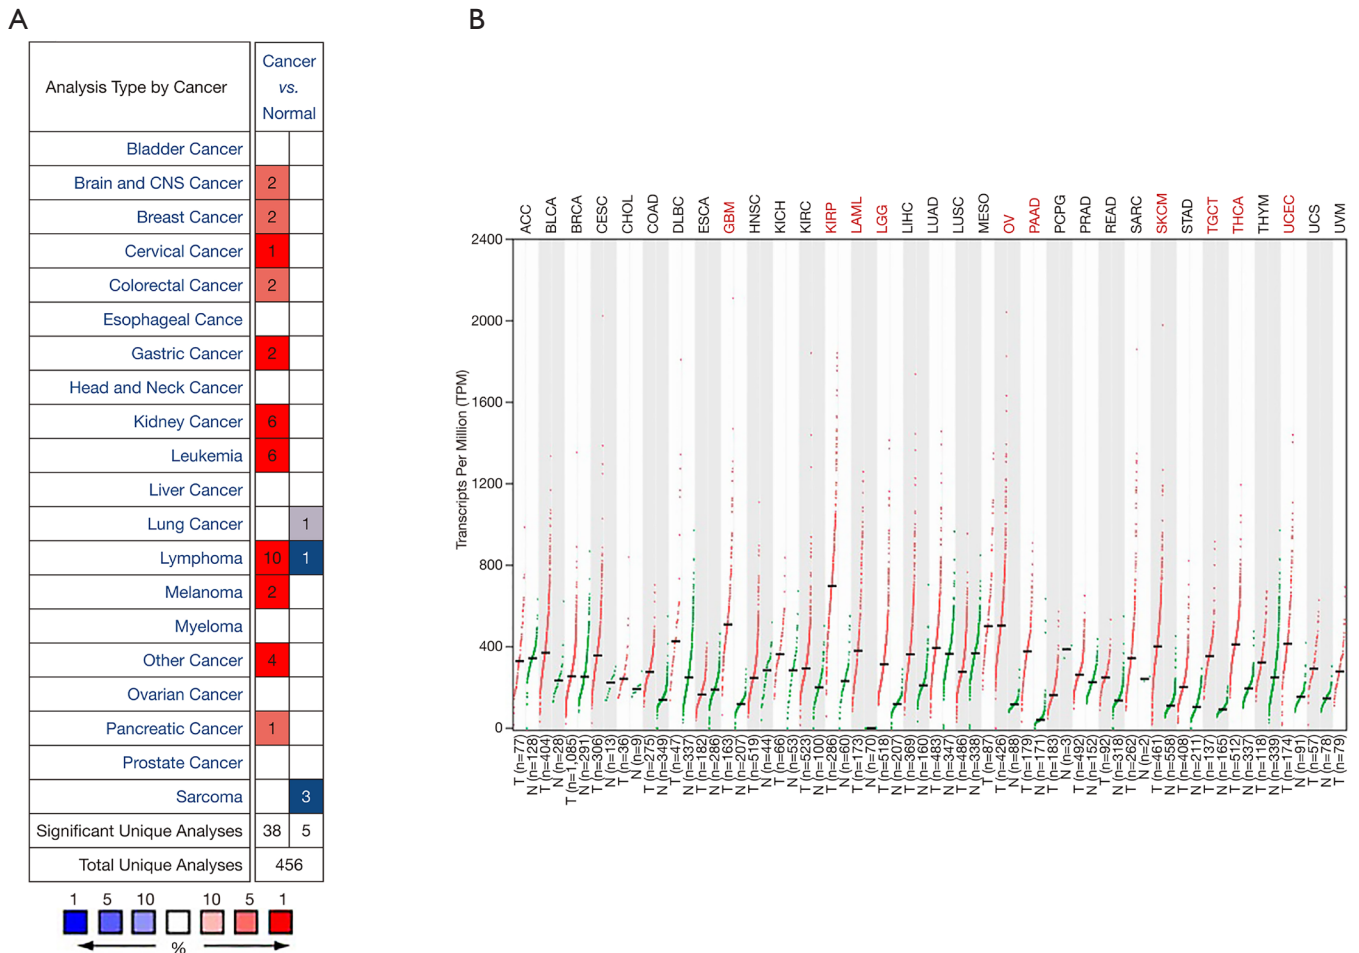 A
Analysis Type by Cancer
Cancer
vs.
Normal
Bladder Cancer
Brain and CNS Cancer 2
Breast Cancer 2
Cervical Cancer 1
Colorectal Cancer 2
Esophageal Cance
Gastric Cancer 2
Head and Neck Cancer
Kidney Cancer 6
Leukemia 6
Liver Cancer
Lung Cancer 1
Lymphoma 10 1
Melanoma 2
Myeloma
Other Cancer 4
Ovarian Cancer
Pancreatic Cancer 1
Prostate Cancer
Sarcoma 3
Significant Unique Analyses 38 5
Total Unique Analyses 456
1 5 10 10 5 1
%
B
ACC
BLCA
BRCA
CESC
CHOL
COAD
DLBC
ESCA
GBM
HNSC
KICH
KIRC
KIRP
LAML
LGG
LIHC
LUAD
LUSC
MESO
OV
PAAD
PCPG
PRAD
READ
SARC
SKCM
STAD
TGCT
THCA
THYM
UCEC
UCS
UVM
Transcripts Per Million (TPM)
2400
2000
1600
1200
800
400
0
T (n=77)
N (n=128)
T (n=404)
N (n=28)
T (n=1,085)
N (n=291)
T (n=306)
N (n=13)
T (n=36)
N (n=9)
T (n=275)
N (n=349)
T (n=47)
N (n=337)
T (n=182)
N (n=286)
T (n=163)
N (n=207)
T (n=519)
N (n=44)
T (n=66)
N (n=53)
T (n=523)
N (n=100)
T (n=286)
N (n=60)
T (n=173)
N (n=70)
T (n=518)
N (n=207)
T (n=369)
N (n=160)
T (n=483)
N (n=347)
T (n=486)
N (n=338)
T (n=87)
T (n=426)
N (n=88)
T (n=179)
N (n=171)
T (n=183)
N (n=3)
T (n=492)
N (n=152)
T (n=92)
N (n=318)
T (n=262)
N (n=2)
T (n=461)
N (n=558)
T (n=408)
N (n=211)
T (n=137)
N (n=165)
T (n=512)
N (n=337)
T (n=118)
N (n=339)
T (n=174)
N (n=91)
T (n=57)
N (n=78)
T (n=79)